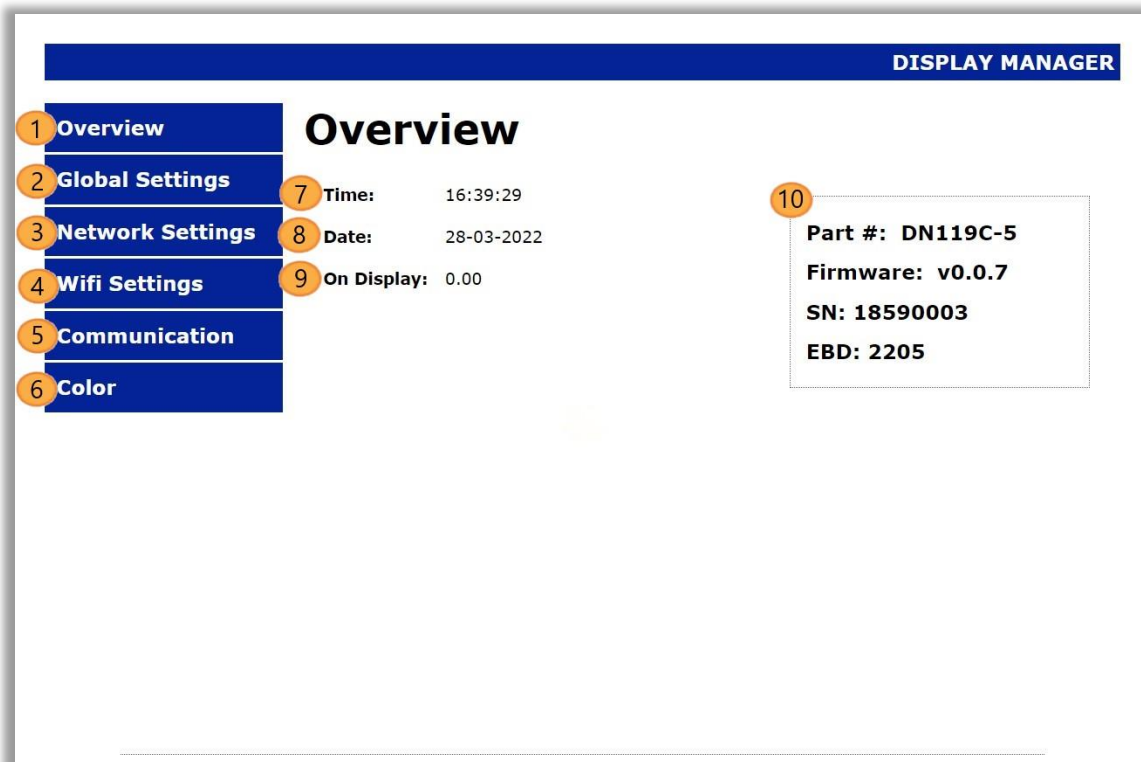 DISPLAY MANAGER
1 Overview
2 Global Settings
3 Network Settings
4 Wifi Settings
5 Communication
6 Color
Overview
7 Time: 16:39:29
8 Date: 28-03-2022
9 On Display: 0.00
10
Part #: DN119C-5
Firmware: v0.0.7
SN: 18590003
EBD: 2205